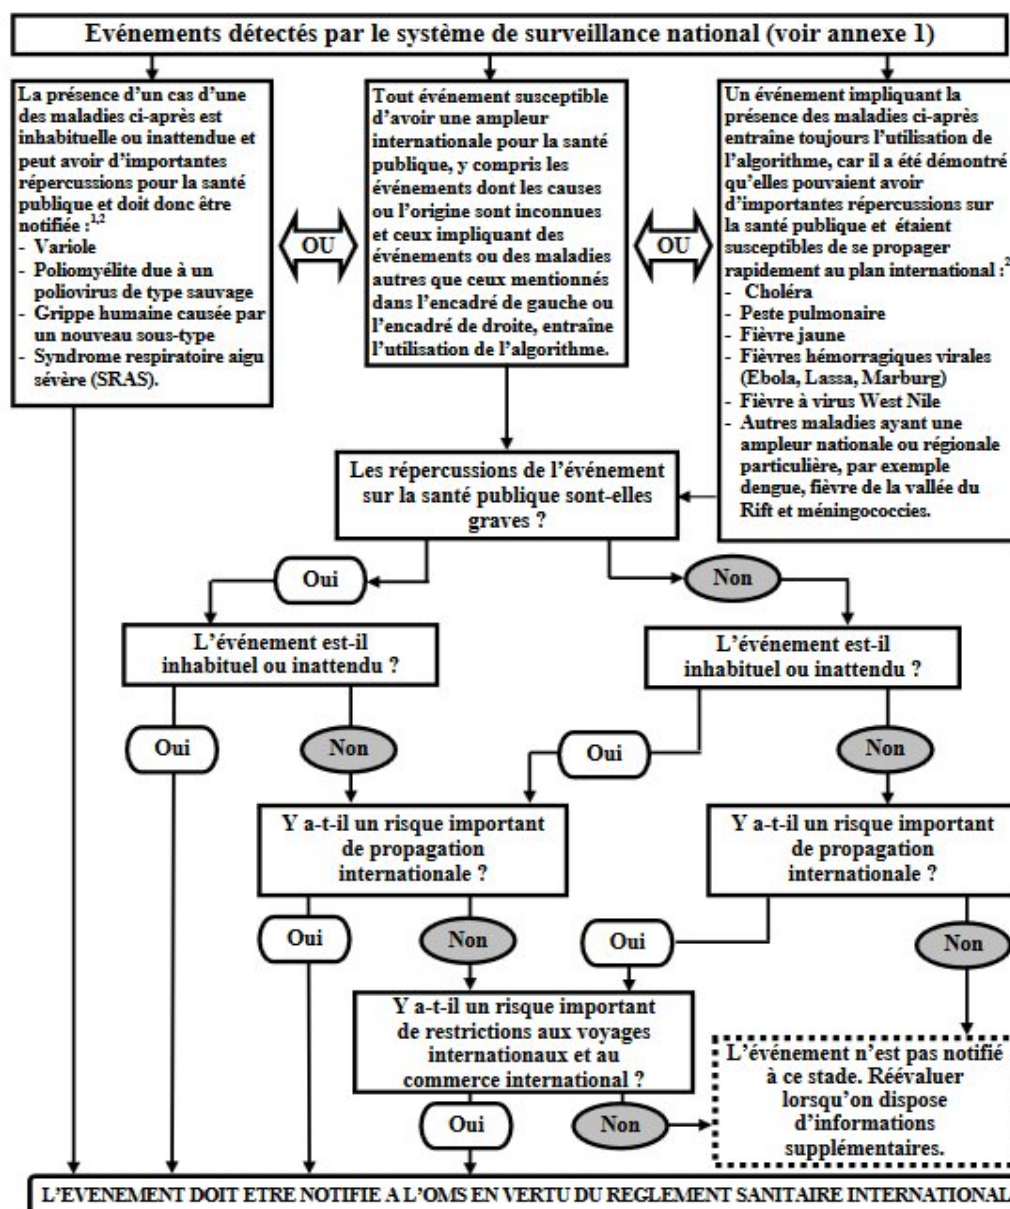 Evénements détectés par le système de surveillance national (voir annexe 1)
La présence d'un cas d'une
des maladies ci-après est
inhabituelle ou inattendue et
peut avoir d'importantes
répercussions pour la santé
publique et doit donc être
notifiée :1,2
- Variole
- Poliomyélite due à un
poliovirus de type sauvage
- Grippe humaine causée par
un nouveau sous-type
- Syndrome respiratoire aigu
sévère (SRAS).
OU
Tout événement susceptible
d'avoir une ampleur
internationale pour la santé
publique, y compris les
événements dont les causes
ou l'origine sont inconnues
et ceux impliquant des
événements ou des maladies
autres que ceux mentionnés
dans l'encadré de gauche ou
l'encadré de droite, entraîne
l'utilisation de l'algorithme.
OU
Un événement impliquant la
présence des maladies ci-après
entraîne toujours l'utilisation de
l'algorithme, car il a été démontré
qu'elles pouvaient avoir
d'importantes répercussions sur
la santé publique et étaient
susceptibles de se propager
rapidement au plan international :2
- Choléra
- Peste pulmonaire
- Fièvre jaune
- Fièvres hémorragiques virales
(Ebola, Lassa, Marburg)
- Fièvre à virus West Nile
- Autres maladies ayant une
ampleur nationale ou régionale
particulière, par exemple
dengue, fièvre de la vallée du
Rift et méningococcies.
Les répercussions de l'événement
sur la santé publique sont-elles
graves ?
Oui
Non
L'événement est-il
inhabituel ou inattendu ?
L'événement est-il
inhabituel ou inattendu ?
Oui
Non
Oui
Non
Y a-t-il un risque important
de propagation
internationale ?
Y a-t-il un risque important
de propagation
internationale ?
Oui
Non
Oui
Non
Y a-t-il un risque important
de restrictions aux voyages
internationaux et au
commerce international ?
L'événement n'est pas notifié
à ce stade. Réévaluer
lorsqu'on dispose
d'informations
supplémentaires.
Oui
Non
L'EVENEMENT DOIT ETRE NOTIFIE A L'OMS EN VERTU DU REGLEMENT SANITAIRE INTERNATIONAL